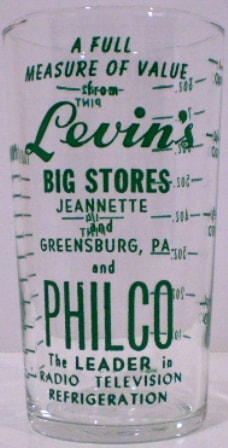 A FULL
MEASURE OF VALUE
from
Levin's
BIG STORES
JEANNETTE
and
GREENSBURG, PA.
and
PHILCO
The LEADER in
RADIO TELEVISION
REFRIGERATION